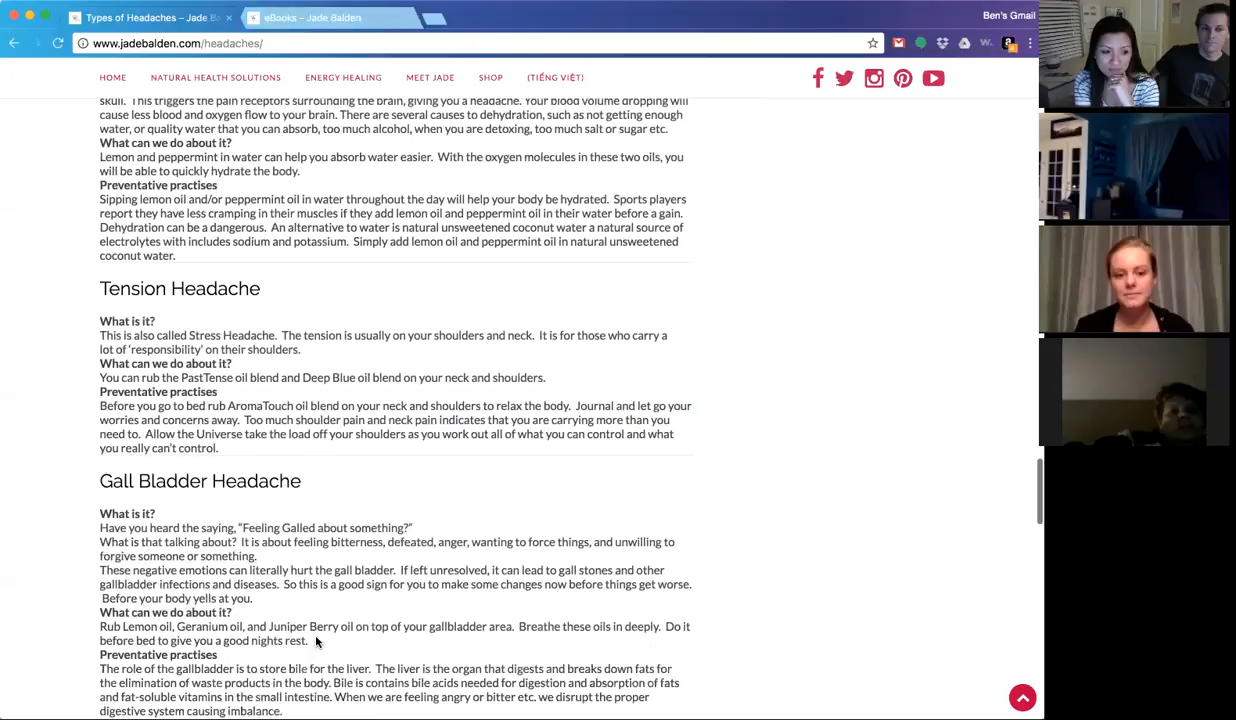 Types of Headaches – Jade Ba
eBooks – Jade Balden
Ben's Gmail
www.jadebalden.com/headaches/
HOME NATURAL HEALTH SOLUTIONS ENERGY HEALING MEET JADE SHOP (TIẾNG VIỆT)
skull. This triggers the pain receptors surrounding the brain, giving you a headache. Your blood volume dropping will
cause less blood and oxygen flow to your brain. There are several causes to dehydration, such as not getting enough
water, or quality water that you can absorb, too much alcohol, when you are detoxing, too much salt or sugar etc.
What can we do about it?
Lemon and peppermint in water can help you absorb water easier. With the oxygen molecules in these two oils, you
will be able to quickly hydrate the body.
Preventative practises
Sipping lemon oil and/or peppermint oil in water throughout the day will help your body be hydrated. Sports players
report they have less cramping in their muscles if they add lemon oil and peppermint oil in their water before a gain.
Dehydration can be a dangerous. An alternative to water is natural unsweetened coconut water a natural source of
electrolytes with includes sodium and potassium. Simply add lemon oil and peppermint oil in natural unsweetened
coconut water.
Tension Headache
What is it?
This is also called Stress Headache. The tension is usually on your shoulders and neck. It is for those who carry a
lot of ‘responsibility’ on their shoulders.
What can we do about it?
You can rub the PastTense oil blend and Deep Blue oil blend on your neck and shoulders.
Preventative practises
Before you go to bed rub AromaTouch oil blend on your neck and shoulders to relax the body. Journal and let go your
worries and concerns away. Too much shoulder pain and neck pain indicates that you are carrying more than you
need to. Allow the Universe take the load off your shoulders as you work out all of what you can control and what
you really can’t control.
Gall Bladder Headache
What is it?
Have you heard the saying, “Feeling Galled about something?”
What is that talking about? It is about feeling bitterness, defeated, anger, wanting to force things, and unwilling to
forgive someone or something.
These negative emotions can literally hurt the gall bladder. If left unresolved, it can lead to gall stones and other
gallbladder infections and diseases. So this is a good sign for you to make some changes now before things get worse.
Before your body yells at you.
What can we do about it?
Rub Lemon oil, Geranium oil, and Juniper Berry oil on top of your gallbladder area. Breathe these oils in deeply. Do it
before bed to give you a good nights rest.
Preventative practises
The role of the gallbladder is to store bile for the liver. The liver is the organ that digests and breaks down fats for
the elimination of waste products in the body. Bile is contains bile acids needed for digestion and absorption of fats
and fat-soluble vitamins in the small intestine. When we are feeling angry or bitter etc. we disrupt the proper
digestive system causing imbalance.